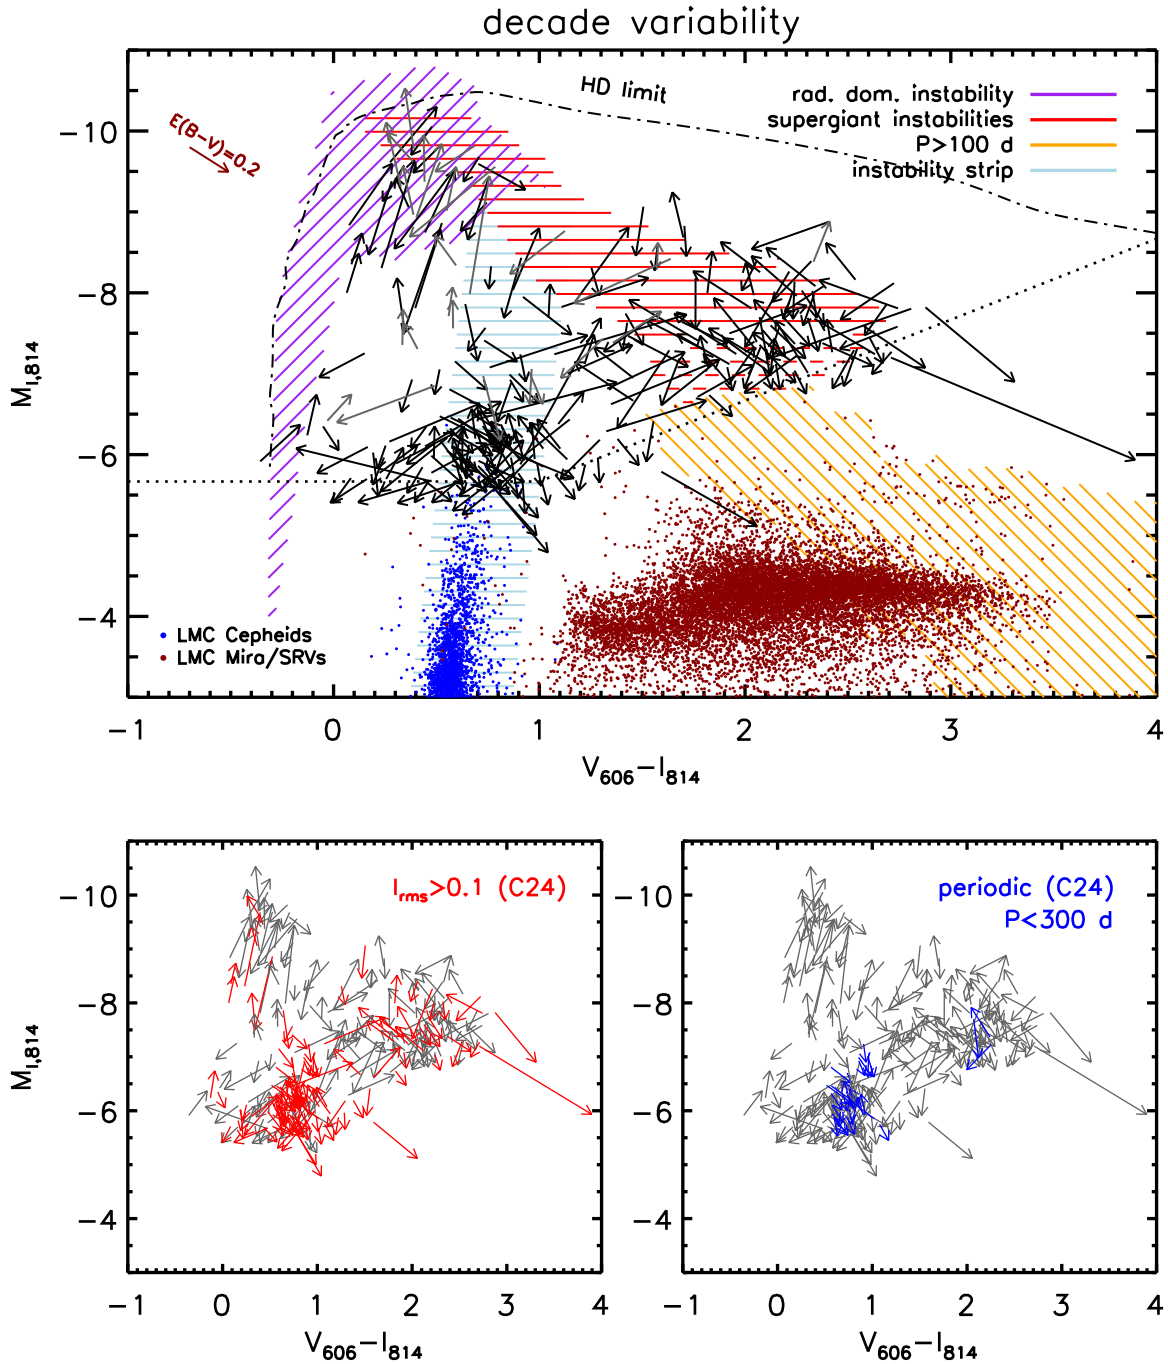 decade variability
HD limit
rad. dom. instability
supergiant instabilities
P>100 d
instability strip
E(B-V)=0.2
-10
-8
-6
-4
M_I,814
LMC Cepheids
LMC Mira/SRVs
-1 0 1 2 3 4
V606-I814
I_rms>0.1 (C24)
-10
-8
-6
-4
M_I,814
-1 0 1 2 3 4
V606-I814
periodic (C24)
P<300 d
-10
-8
-6
-4
-1 0 1 2 3 4
V606-I814